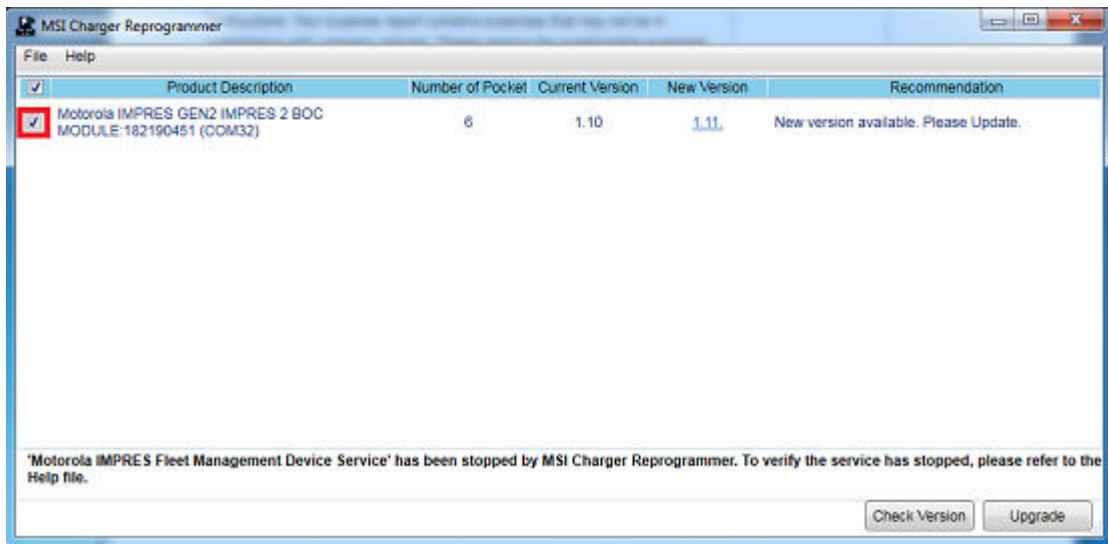 MSI Charger Reprogrammer
File Help
Product Description Number of Pocket Current Version New Version Recommendation
Motorola IMPRES GEN2 IMPRES 2 BOC
MODULE:182190451 (COM32) 6 1.10 1.11. New version available. Please Update.
'Motorola IMPRES Fleet Management Device Service' has been stopped by MSI Charger Reprogrammer. To verify the service has stopped, please refer to the
Help file.
Check Version Upgrade